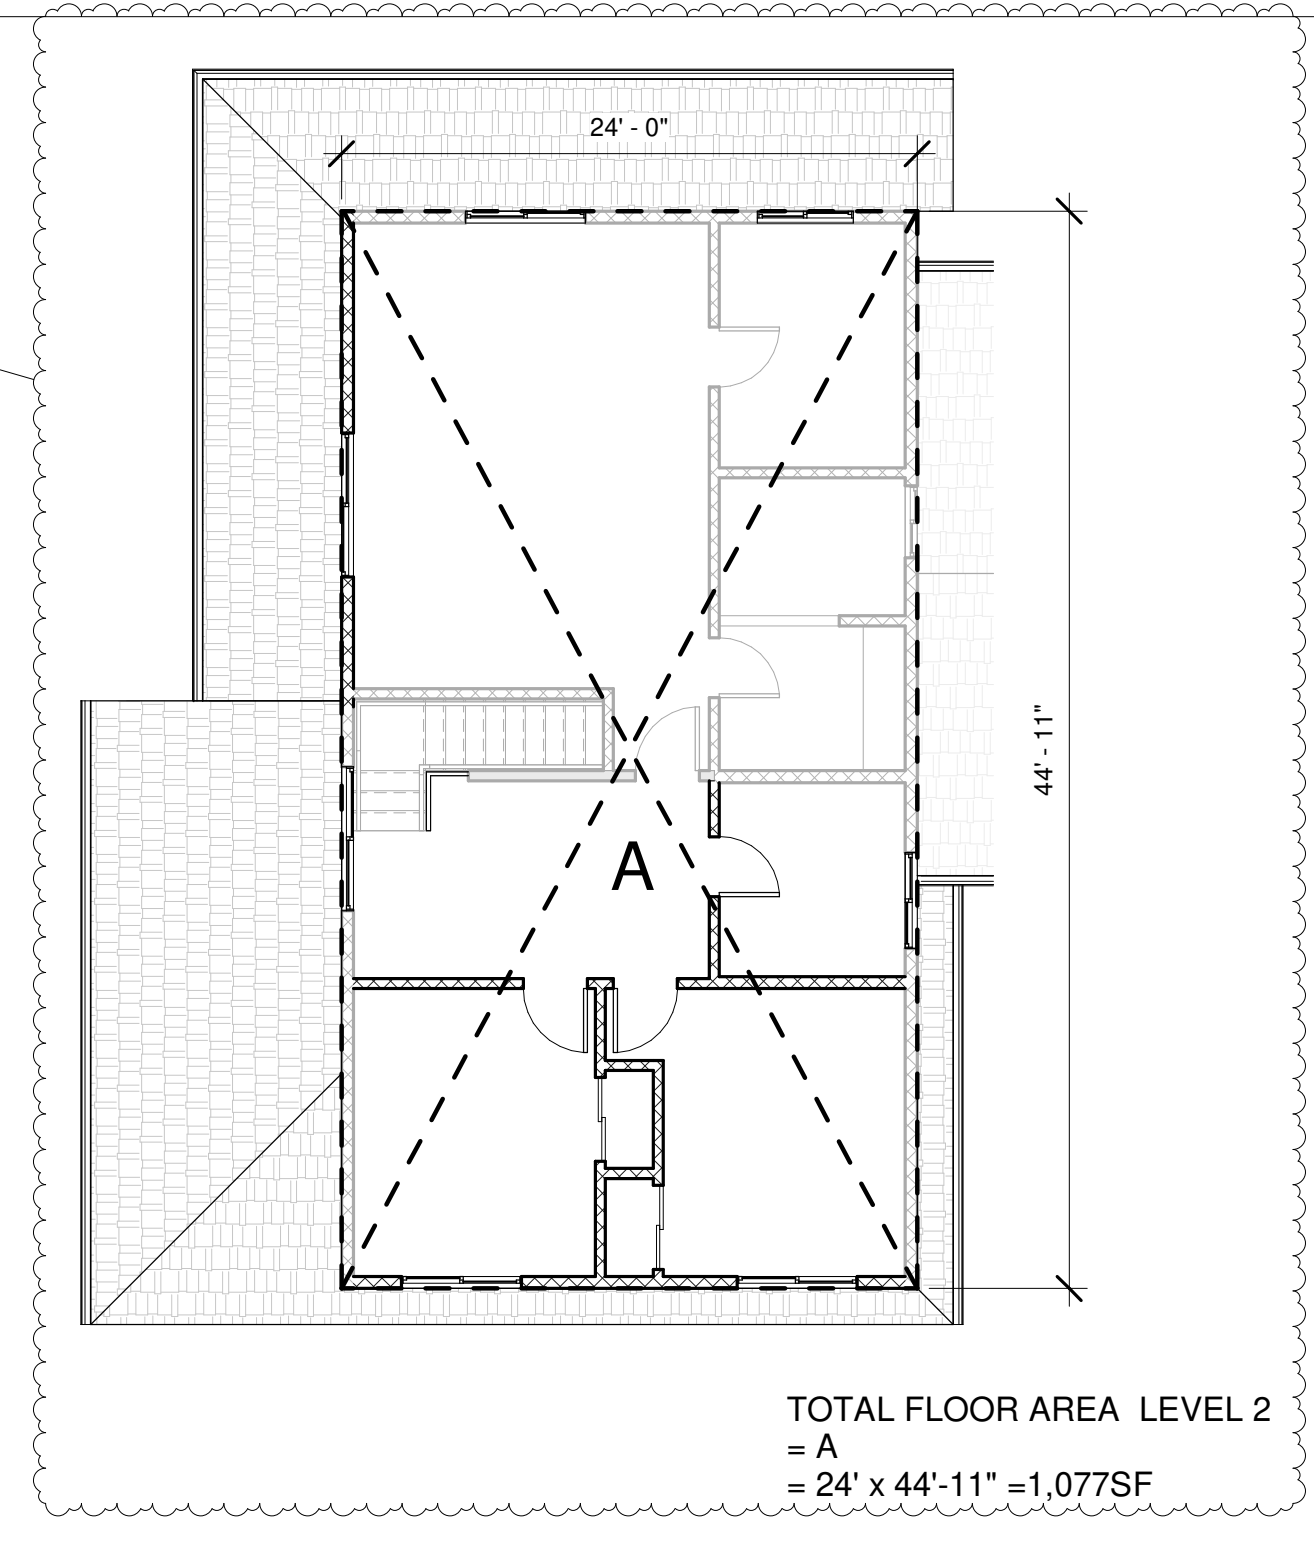 24' - 0"
44' - 11"
A
TOTAL FLOOR AREA  LEVEL 2
= A
= 24' x 44'-11" =1,077SF